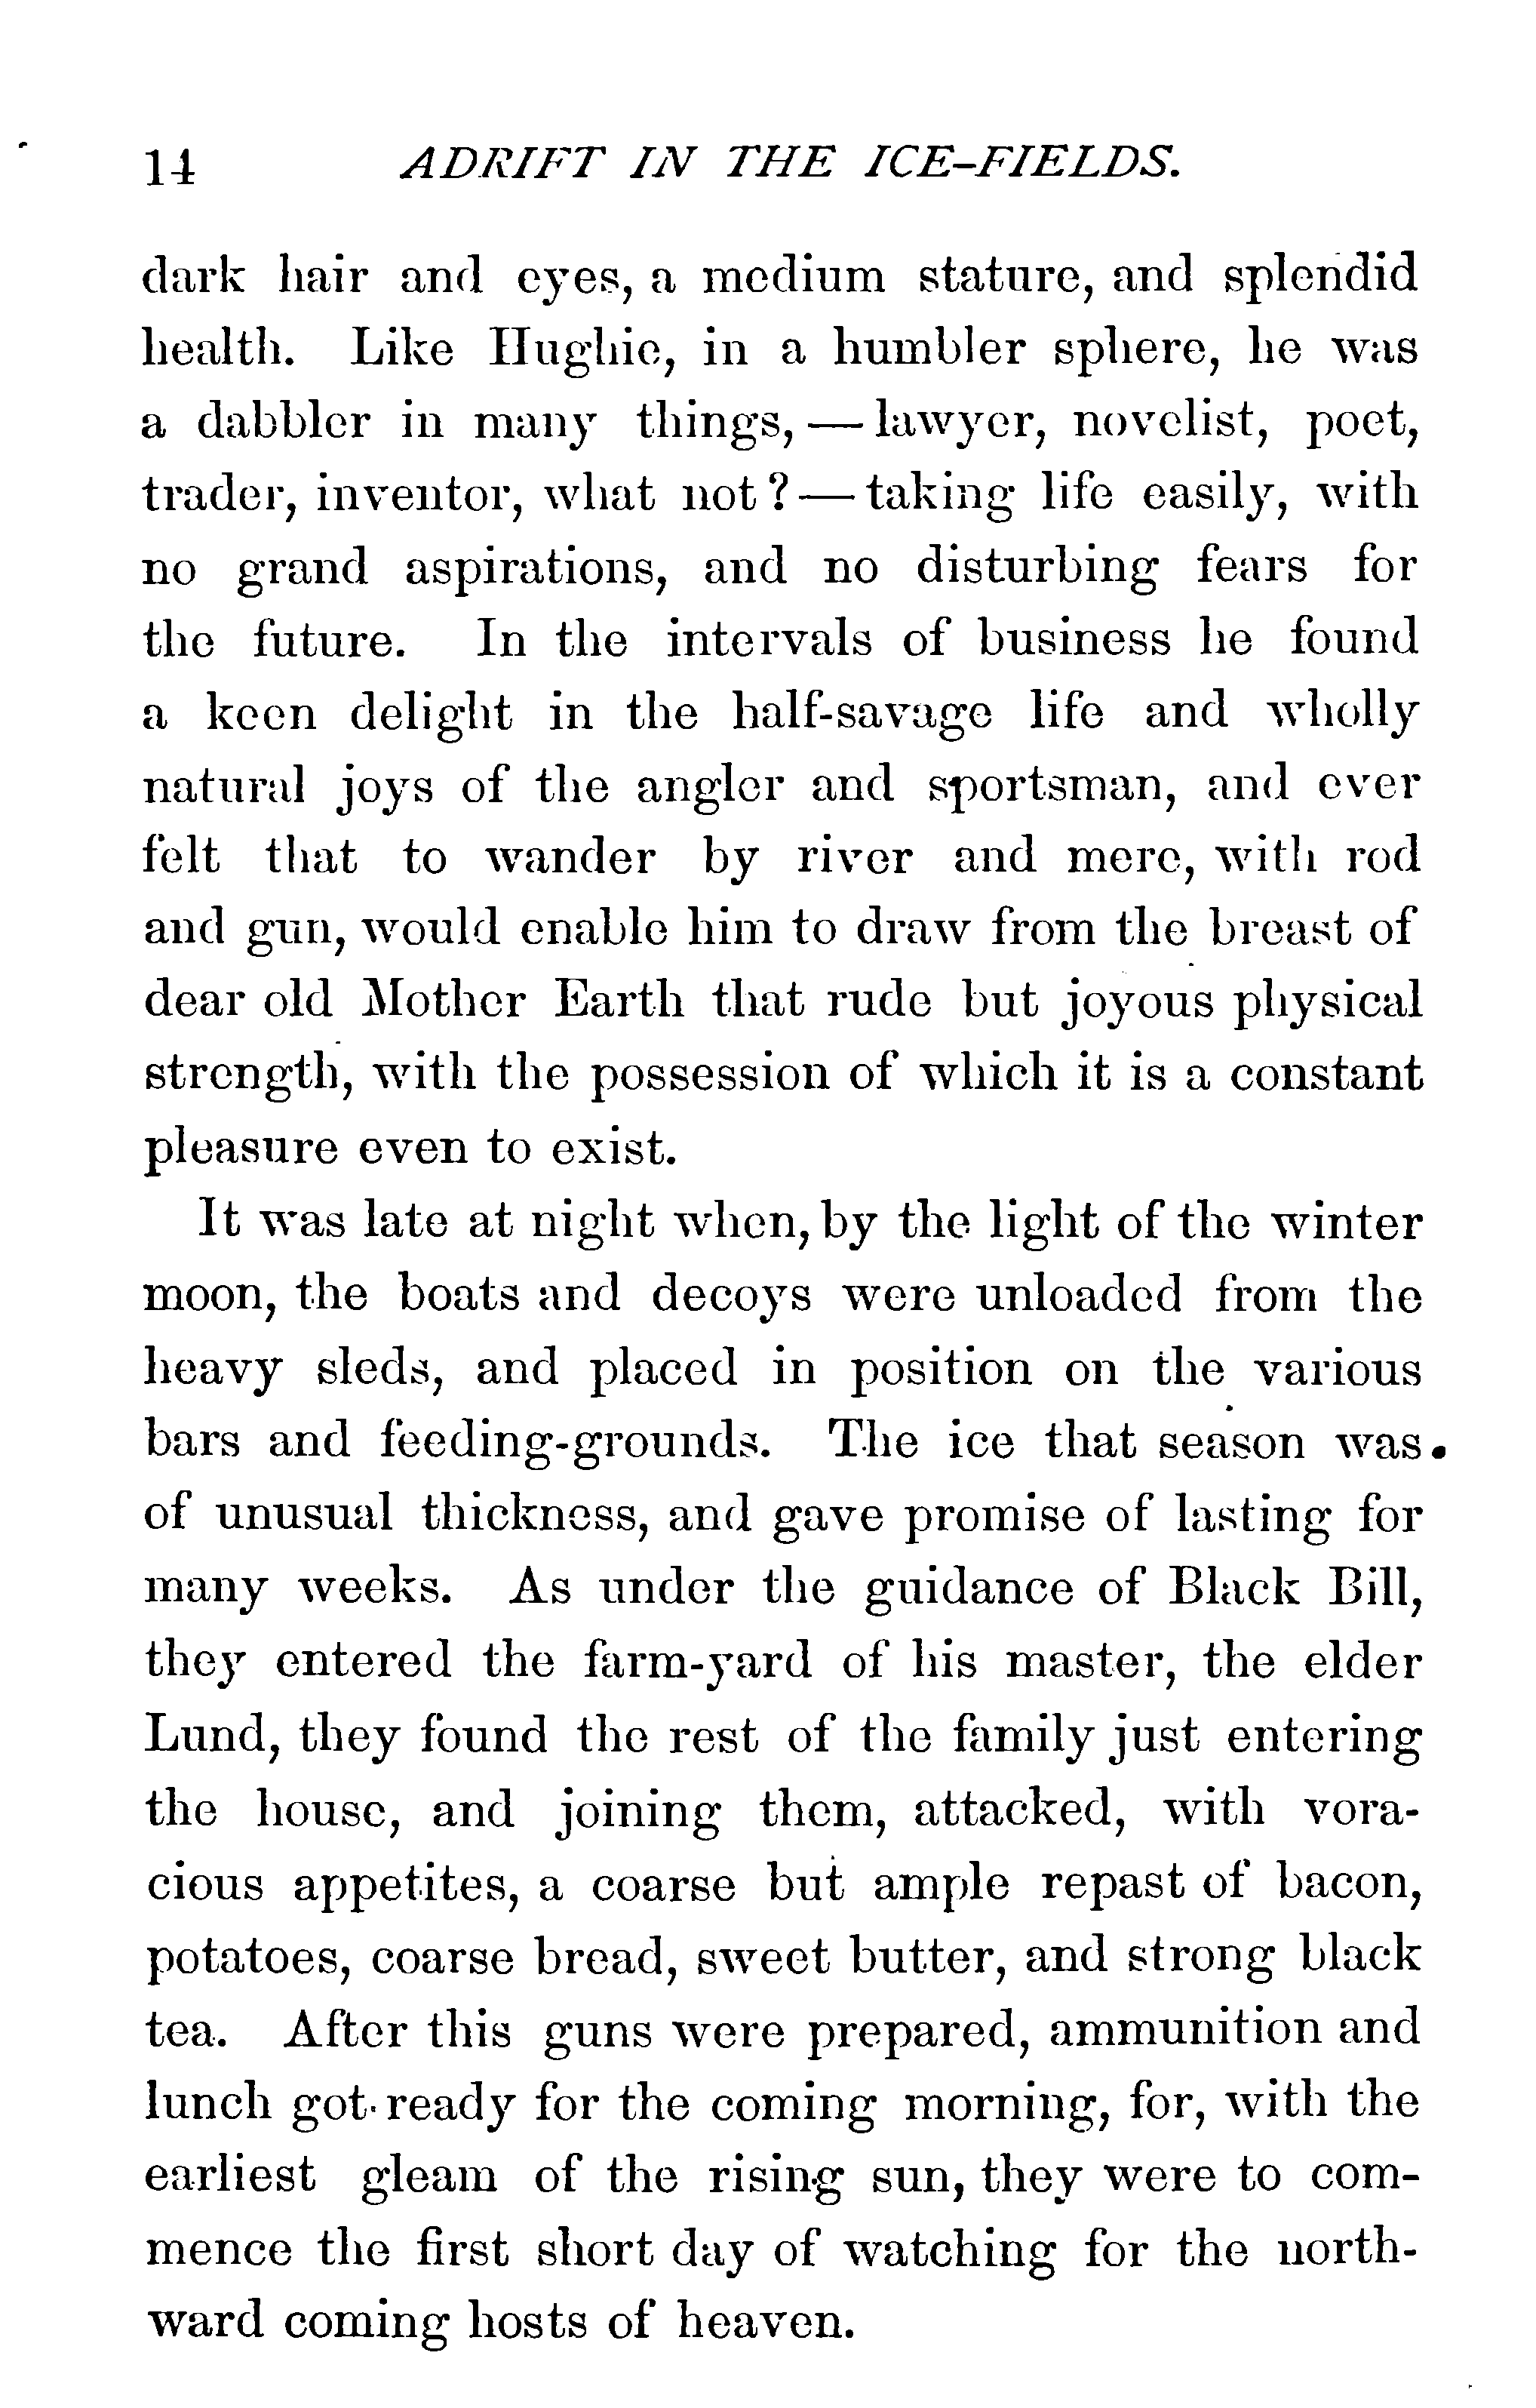 14 ADRIFT IN THE ICE-FIELDS.
dark hair and eyes, a medium stature, and splendid
health. Like Hughie, in a humbler sphere, he was
a dabbler in many things, — lawyer, novelist, poet,
trader, inventor, what not? — taking life easily, with
no grand aspirations, and no disturbing fears for
the future. In the intervals of business he found
a keen delight in the half-savage life and wholly
natural joys of the angler and sportsman, and ever
felt that to wander by river and mere, with rod
and gun, would enable him to draw from the breast of
dear old Mother Earth that rude but joyous physical
strength, with the possession of which it is a constant
pleasure even to exist.
It was late at night when, by the light of the winter
moon, the boats and decoys were unloaded from the
heavy sleds, and placed in position on the various
bars and feeding-grounds. The ice that season was
of unusual thickness, and gave promise of lasting for
many weeks. As under the guidance of Black Bill,
they entered the farm-yard of his master, the elder
Lund, they found the rest of the family just entering
the house, and joining them, attacked, with vora-
cious appetites, a coarse but ample repast of bacon,
potatoes, coarse bread, sweet butter, and strong black
tea. After this guns were prepared, ammunition and
lunch got ready for the coming morning, for, with the
earliest gleam of the rising sun, they were to com-
mence the first short day of watching for the north-
ward coming hosts of heaven.